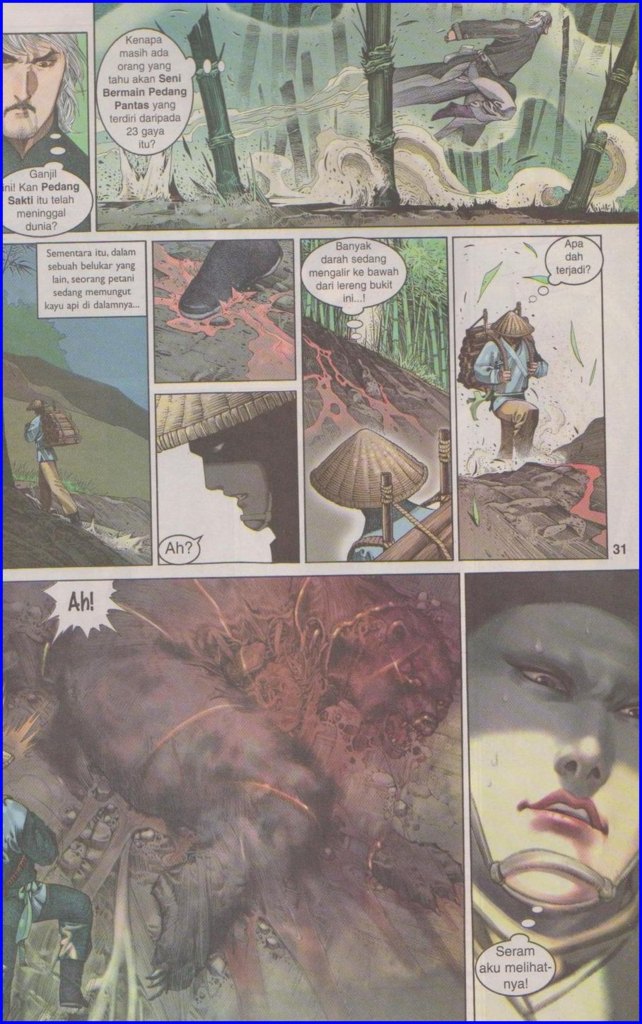 Ganjil
ini! Kan Pedang
Sakti itu telah
meninggal
dunia?
Kenapa
masih ada
orang yang
tahu akan Seni
Bermain Pedang
Pantas yang
terdiri daripada
23 gaya
itu?
Sementara itu, dalam
sebuah belukar yang
lain, seorang petani
sedang memungut
kayu api di dalamnya...
Ah?
Banyak
darah sedang
mengalir ke bawah
dari lereng bukit
ini...!
Apa
dah
terjadi?
31
Ah!
Seram
aku melihat-
nya!